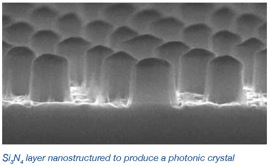 Si₃N₄ layer nanostructured to produce a photonic crystal